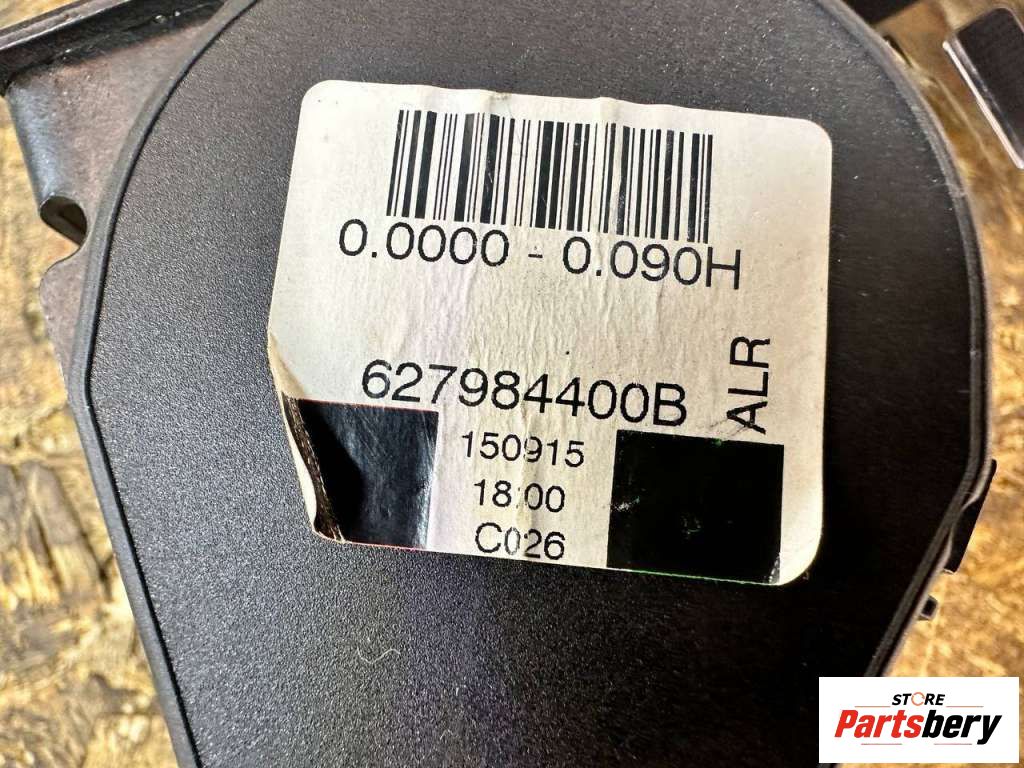 0.0000 - 0.090H
ALR
627984400B
150915
18:00
C026
STORE
Partsbery